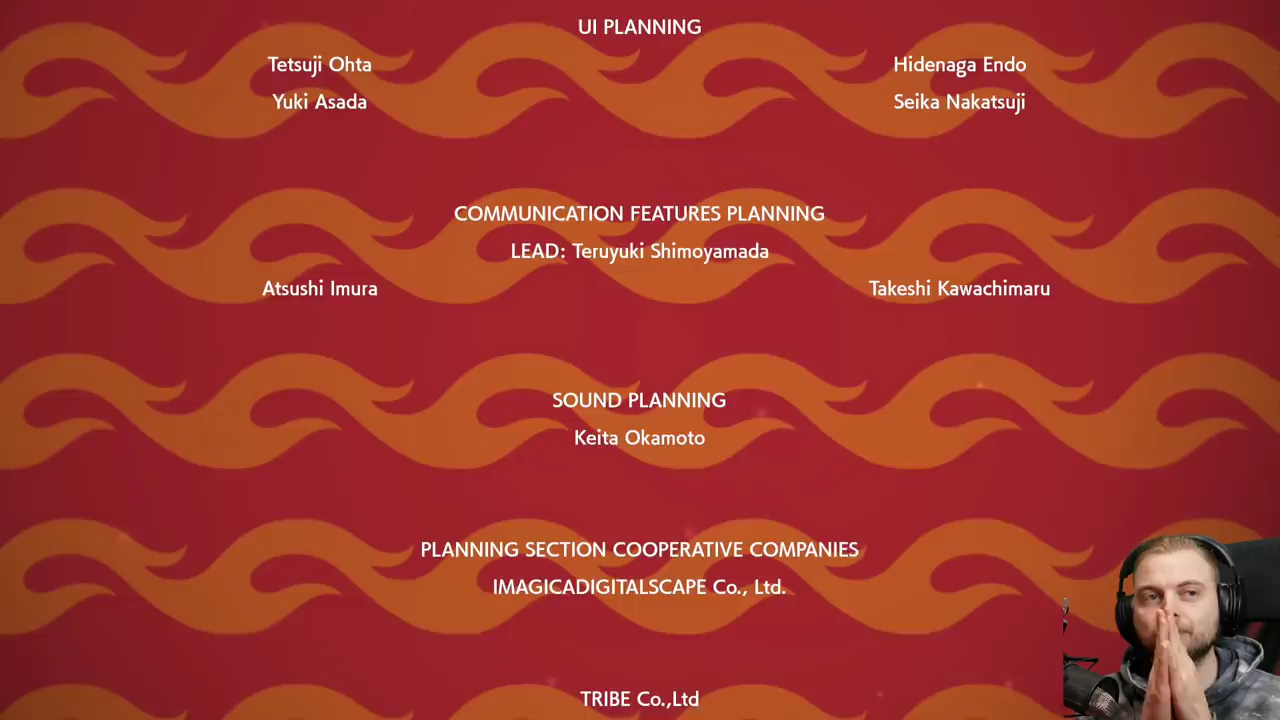 UI PLANNING
Tetsuji Ohta Hidenaga Endo
Yuki Asada Seika Nakatsuji
COMMUNICATION FEATURES PLANNING
LEAD: Teruyuki Shimoyamada
Atsushi Imura Takeshi Kawachimaru
SOUND PLANNING
Keita Okamoto
PLANNING SECTION COOPERATIVE COMPANIES
IMAGICADIGITALSCAPE Co., Ltd.
TRIBE Co.,Ltd